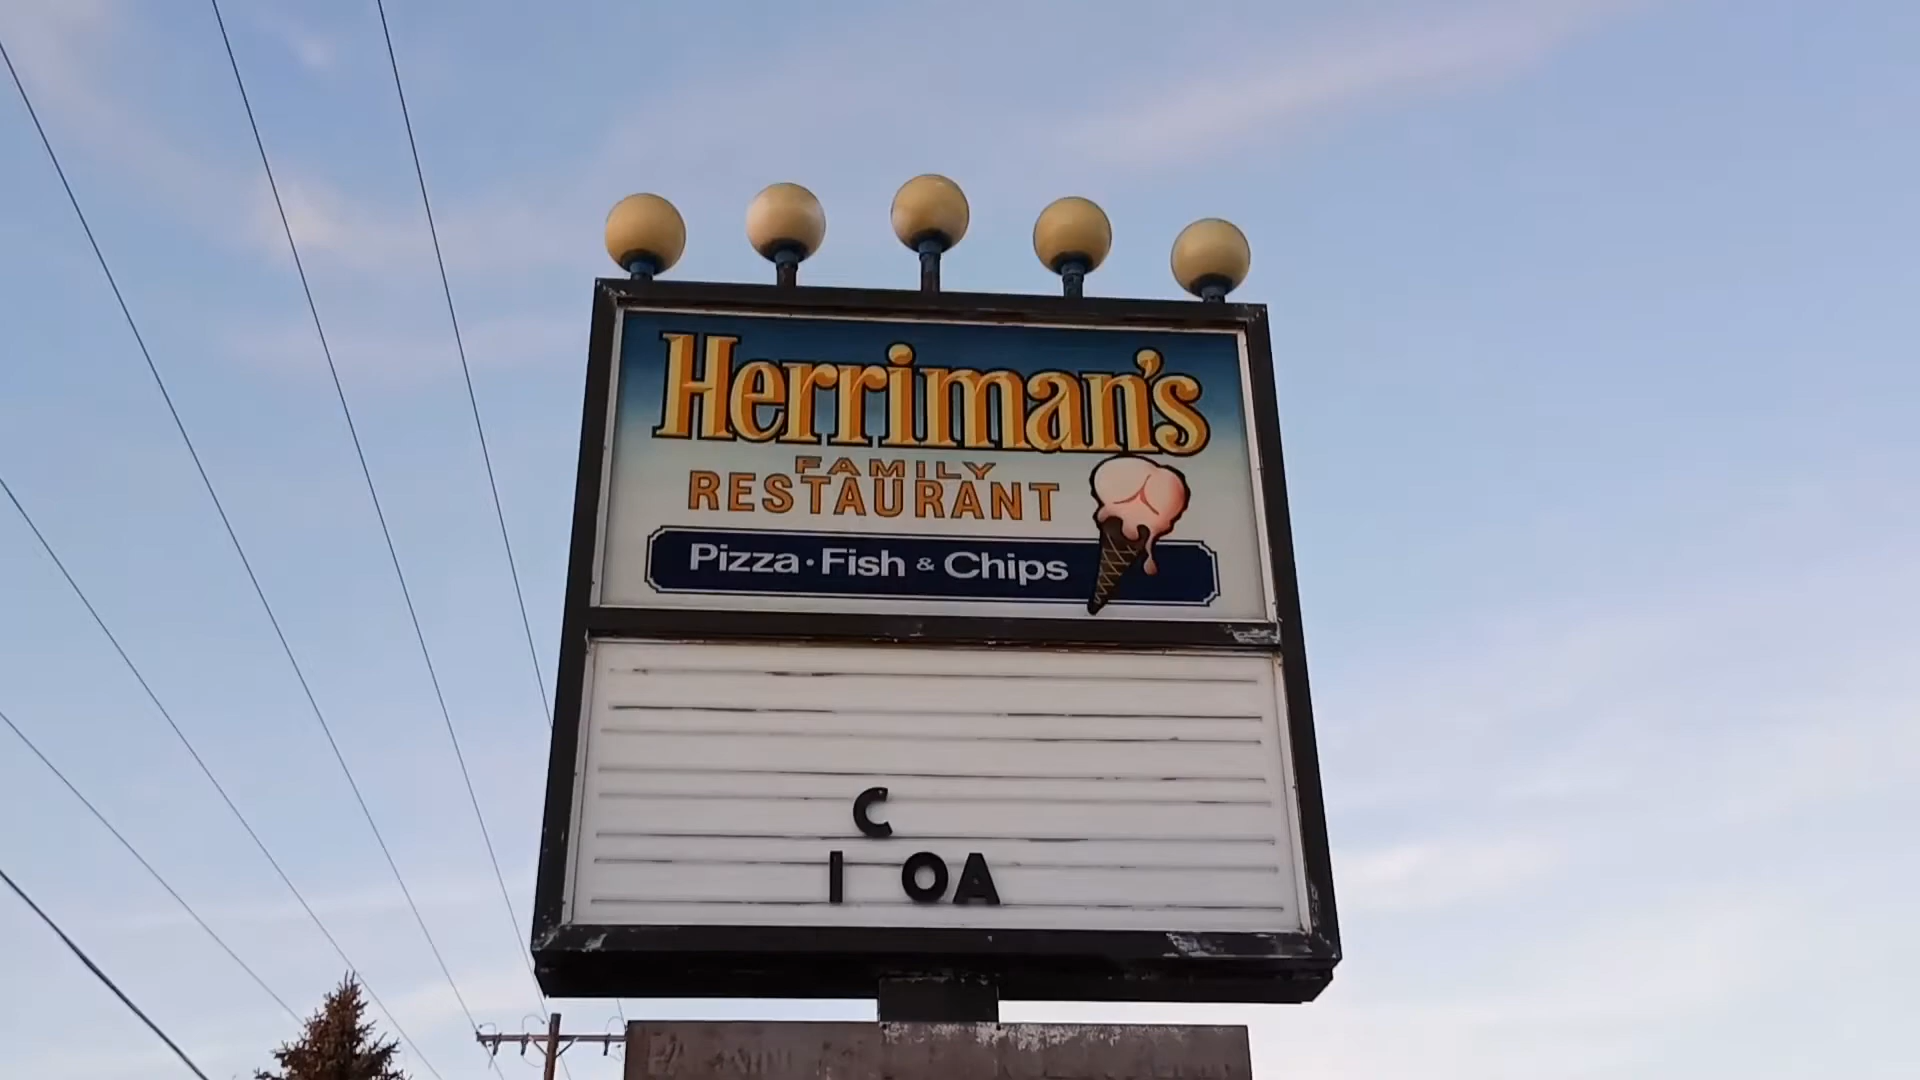 Herriman's
FAMILY
RESTAURANT
Pizza · Fish & Chips
C
I OA